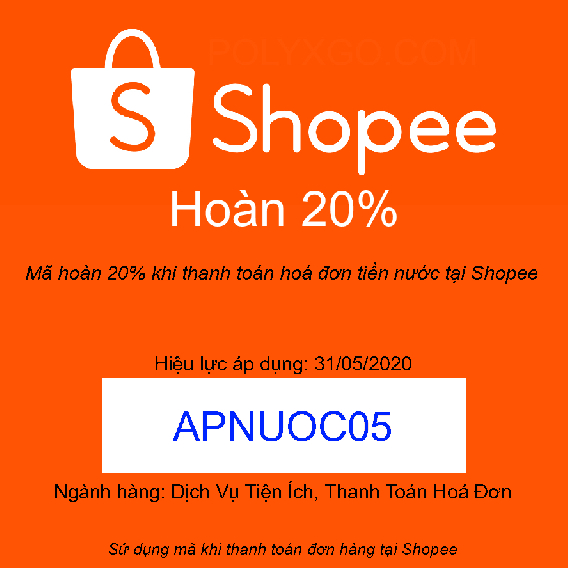 POLYXGO.COM
S Shopee
Hoàn 20%
Mã hoàn 20% khi thanh toán hoá đơn tiền nước tại Shopee
Hiệu lực áp dụng: 31/05/2020
APNUOC05
Ngành hàng: Dịch Vụ Tiện Ích, Thanh Toán Hoá Đơn
Sử dụng mã khi thanh toán đơn hàng tại Shopee